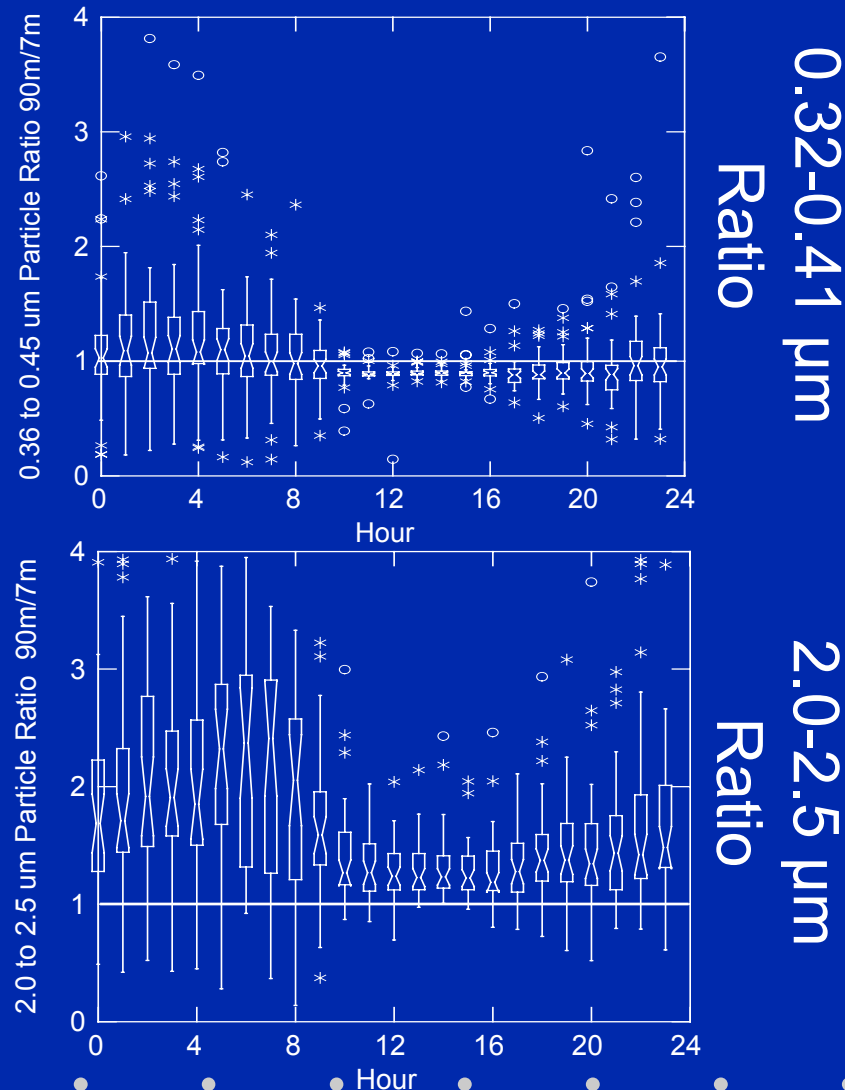 0.36 to 0.45 um Particle Ratio 90m/7m
4
3
2
1
0
0 4 8 12 16 20 24
Hour
0.32-0.41 µm
Ratio
2.0 to 2.5 um Particle Ratio 90m/7m
4
3
2
1
0
0 4 8 12 16 20 24
Hour
2.0-2.5 µm
Ratio